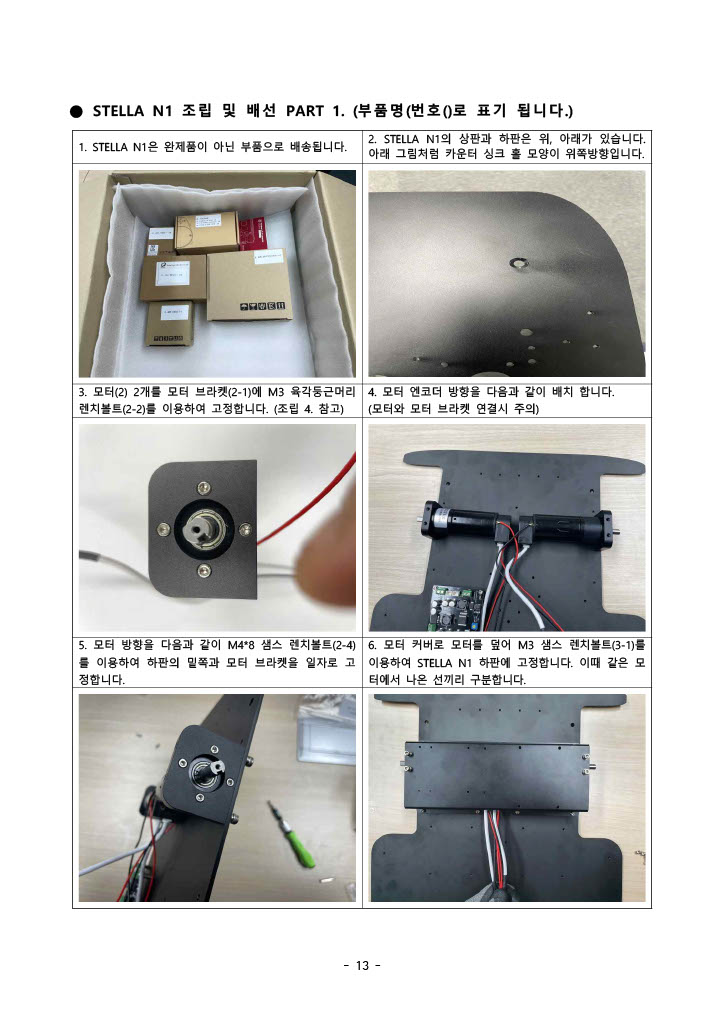 ● STELLA N1 조립 및 배선 PART 1. (부품명(번호()로 표기 됩니다.)
1. STELLA N1은 완제품이 아닌 부품으로 배송됩니다.
2. STELLA N1의 상판과 하판은 위, 아래가 있습니다.
아래 그림처럼 카운터 싱크 홀 모양이 위쪽방향입니다.
3. 모터(2) 2개를 모터 브라켓(2-1)에 M3 육각둥근머리
렌치볼트(2-2)를 이용하여 고정합니다. (조립 4. 참고)
4. 모터 엔코더 방향을 다음과 같이 배치 합니다.
(모터와 모터 브라켓 연결시 주의)
5. 모터 방향을 다음과 같이 M4*8 샘스 렌치볼트(2-4)
를 이용하여 하판의 밑쪽과 모터 브라켓을 일자로 고
정합니다.
6. 모터 커버로 모터를 덮어 M3 샘스 렌치볼트(3-1)를
이용하여 STELLA N1 하판에 고정합니다. 이때 같은 모
터에서 나온 선끼리 구분합니다.
- 13 -